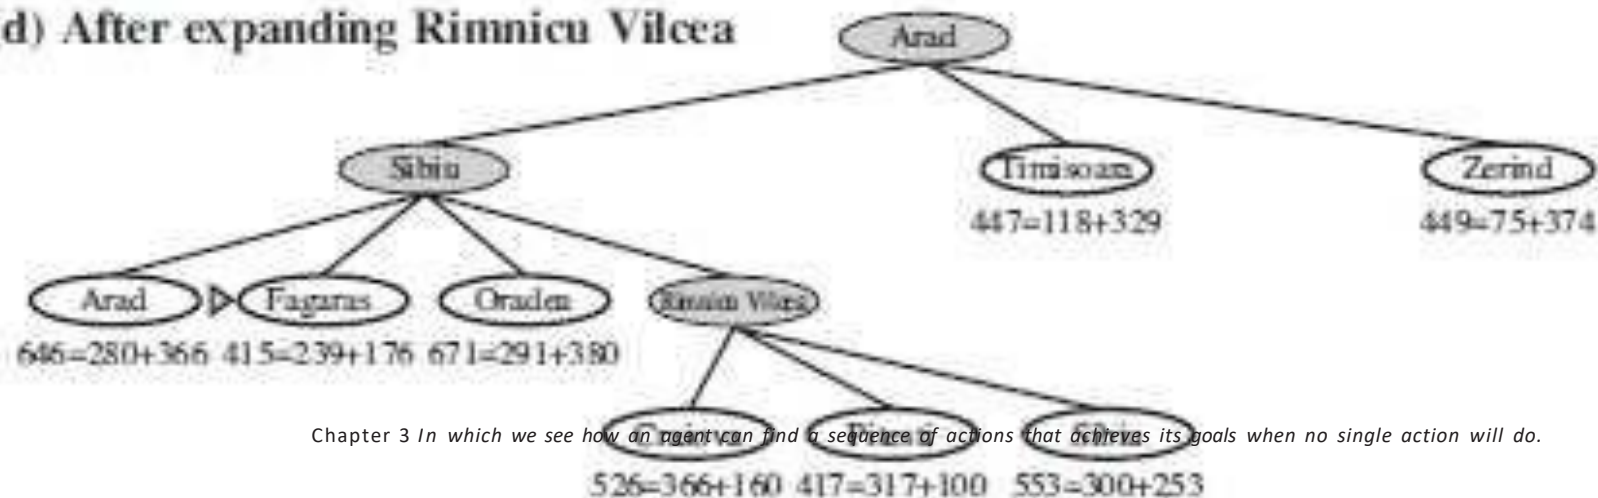 d) After expanding Rimnicu Vilcea
Arad
Sibiu
Timisoara
Zerind
447=118+329
449=75+374
Arad
Fagaras
Oradea
Rimnicu Vilcea
646=280+366 415=239+176 671=291+380
Chapter 3 In which we see how an agent can find a sequence of actions that achieves its goals when no single action will do.
526=366+160 417=317+100 553=300+253